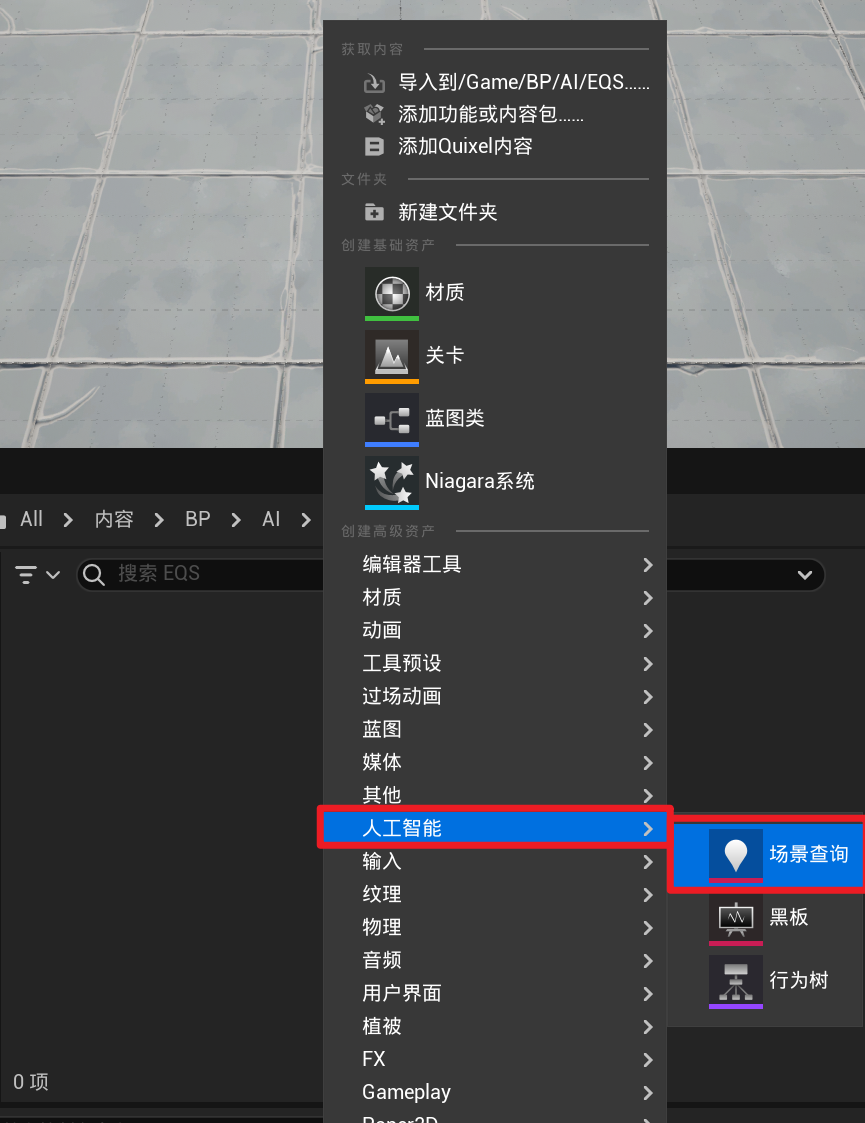 获取内容
导入到/Game/BP/AI/EQS......
添加功能或内容包......
添加Quixel内容
文件夹
新建文件夹
创建基础资产
材质
关卡
蓝图类
Niagara系统
All > 内容 > BP > AI >
创建高级资产
搜索 EQS
编辑器工具
材质
动画
工具预设
过场动画
蓝图
媒体
其他
人工智能
场景查询
黑板
行为树
输入
纹理
物理
音频
用户界面
植被
FX
Gameplay
Paper2D
0 项